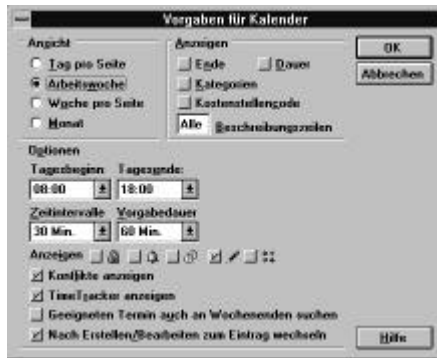 Vorgaben für Kalender
Ansicht
Tag pro Seite
Arbeitswoche
Woche pro Seite
Monat
Anzeigen
Ende Dauer
Kategorien
Kostenstellencode
Alle Beschreibungszeilen
OK
Abbrechen
Optionen
Tagesbeginn Tagesende:
08:00 18:00
Zeitintervalle Vorgabedauer
30 Min. 60 Min.
Anzeigen
Konflikte anzeigen
TimeTracker anzeigen
Geeigneten Termin auch an Wochenenden suchen
Nach Erstellen/Bearbeiten zum Eintrag wechseln
Hilfe